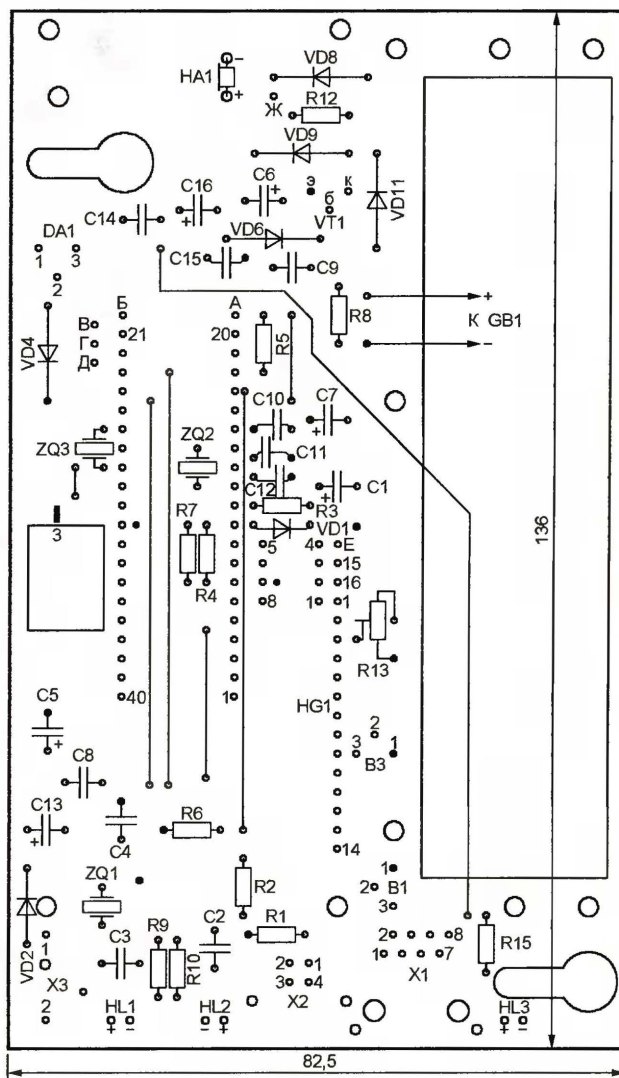 HA1
–
+
VD8
Ж
R12
VD9
C16
+
C6
+
э
к
б
VT1
VD11
C14
VD6
DA1
1
3
2
C15
C9
Б
А
+
К GB1
–
R8
В
Г
Д
21
20
R5
VD4
C10
C7
+
ZQ3
ZQ2
C11
C12
C1
+
R3
3
R7
VD1
5
4
Е
15
16
R4
8
1
1
R13
136
40
1
C5
+
HG1
2
3
1
B3
C8
C13
+
C4
R6
14
1
2
B1
3
ZQ1
R2
VD2
R9
C2
R1
1
C3
R10
2
8
1
7
X1
R15
2
1
3
4
X2
X3
2
HL1
+
–
HL2
–
+
HL3
+
–
82,5